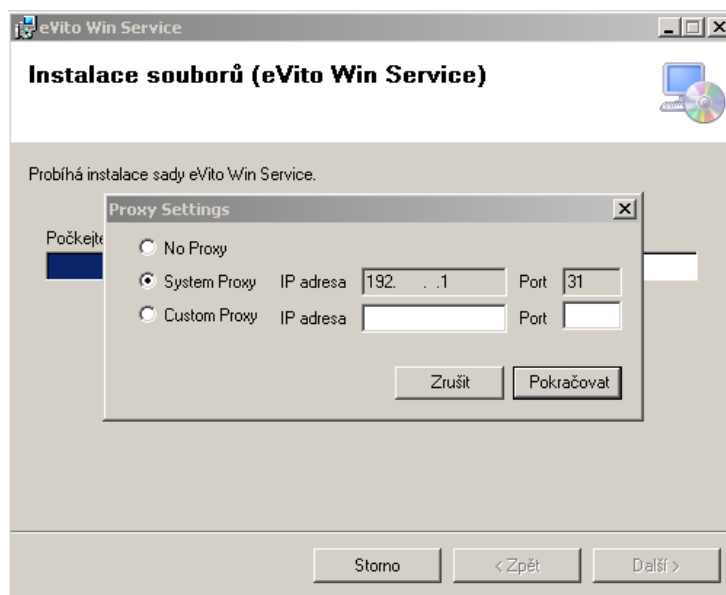 eVito Win Service
Instalace souborů (eVito Win Service)
Probíhá instalace sady eVito Win Service.
Počkejte
Proxy Settings
No Proxy
System Proxy IP adresa 192. . .1 Port 31
Custom Proxy IP adresa Port
Zrušit Pokračovat
Storno < Zpět Další >